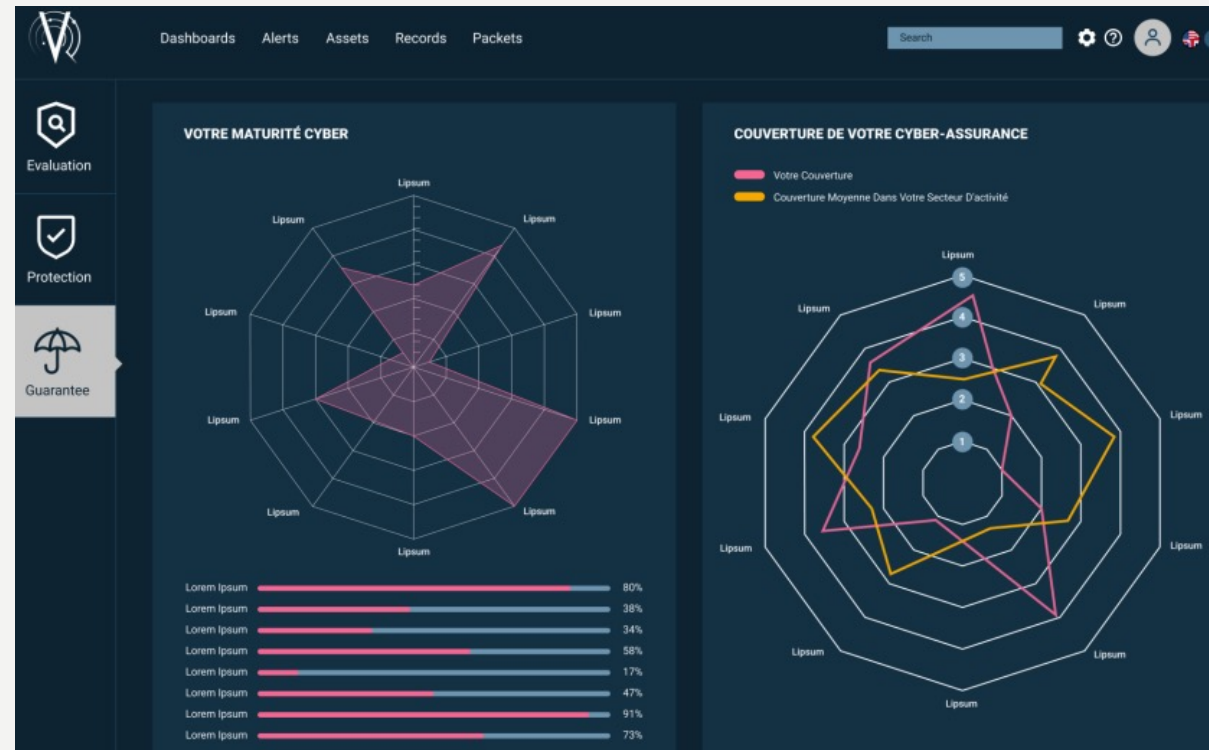 Dashboards Alerts Assets Records Packets
Search
Evaluation
Protection
Guarantee
VOTRE MATURITÉ CYBER
Lipsum
Lipsum
Lipsum
Lipsum
Lipsum
Lipsum
Lipsum
Lipsum
Lipsum
Lipsum
Lorem Ipsum 80%
Lorem Ipsum 38%
Lorem Ipsum 34%
Lorem Ipsum 58%
Lorem Ipsum 17%
Lorem Ipsum 47%
Lorem Ipsum 91%
Lorem Ipsum 73%
COUVERTURE DE VOTRE CYBER-ASSURANCE
Votre Couverture
Couverture Moyenne Dans Votre Secteur D'activité
Lipsum
5
Lipsum
Lipsum
4
3
2
Lipsum
Lipsum
1
Lipsum
Lipsum
Lipsum
Lipsum
Lipsum